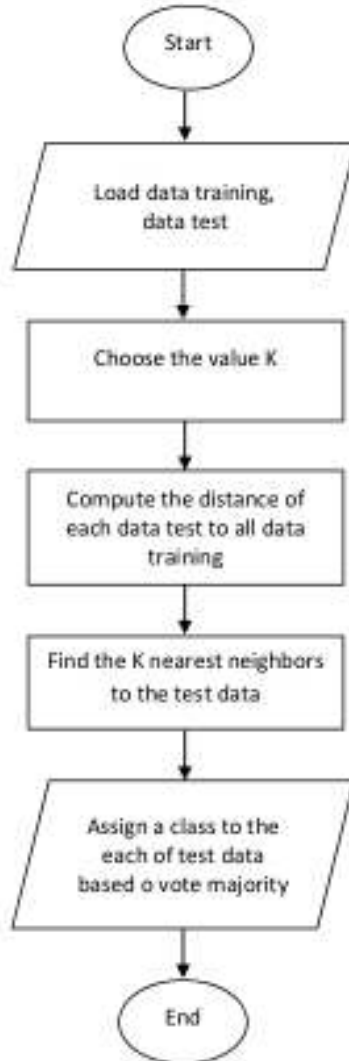 Start
Load data training,
data test
Choose the value K
Compute the distance of
each data test to all data
training
Find the K nearest neighbors
to the test data
Assign a class to the
each of test data
based o vote majority
End